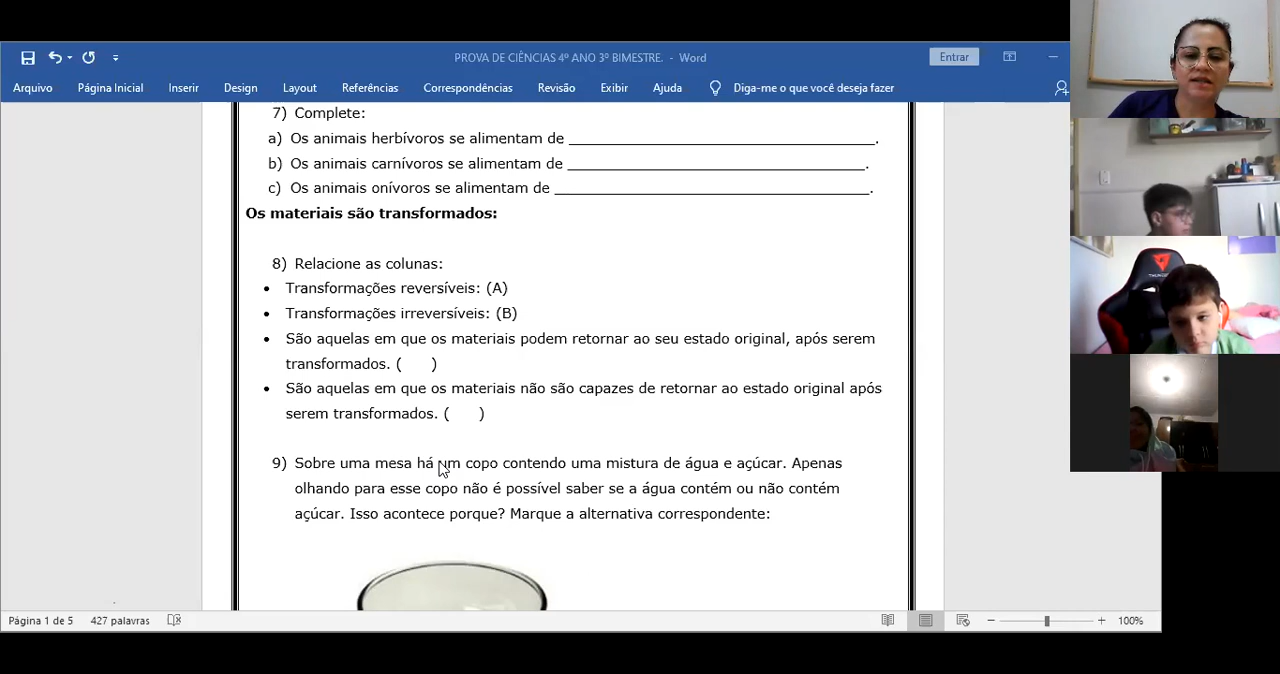 PROVA DE CIÊNCIAS 4º ANO 3º BIMESTRE. - Word
Entrar
Arquivo Página Inicial Inserir Design Layout Referências Correspondências Revisão Exibir Ajuda Diga-me o que você deseja fazer
7) Complete:
a) Os animais herbívoros se alimentam de ______________________________.
b) Os animais carnívoros se alimentam de _____________________________.
c) Os animais onívoros se alimentam de _______________________________.
Os materiais são transformados:
8) Relacione as colunas:
• Transformações reversíveis: (A)
• Transformações irreversíveis: (B)
• São aquelas em que os materiais podem retornar ao seu estado original, após serem
transformados. ( )
• São aquelas em que os materiais não são capazes de retornar ao estado original após
serem transformados. ( )
9) Sobre uma mesa há um copo contendo uma mistura de água e açúcar. Apenas
olhando para esse copo não é possível saber se a água contém ou não contém
açúcar. Isso acontece porque? Marque a alternativa correspondente:
Página 1 de 5 427 palavras 100%